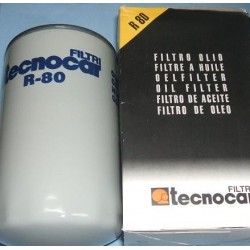 FILTRI
tecnocar
R-80
R 80
FILTRO OLIO
FILTRE A HUILE
OELFILTER
OIL FILTER
FILTRO DE ACEITE
FILTRO DE OLEO
FILTRI
tecnocar